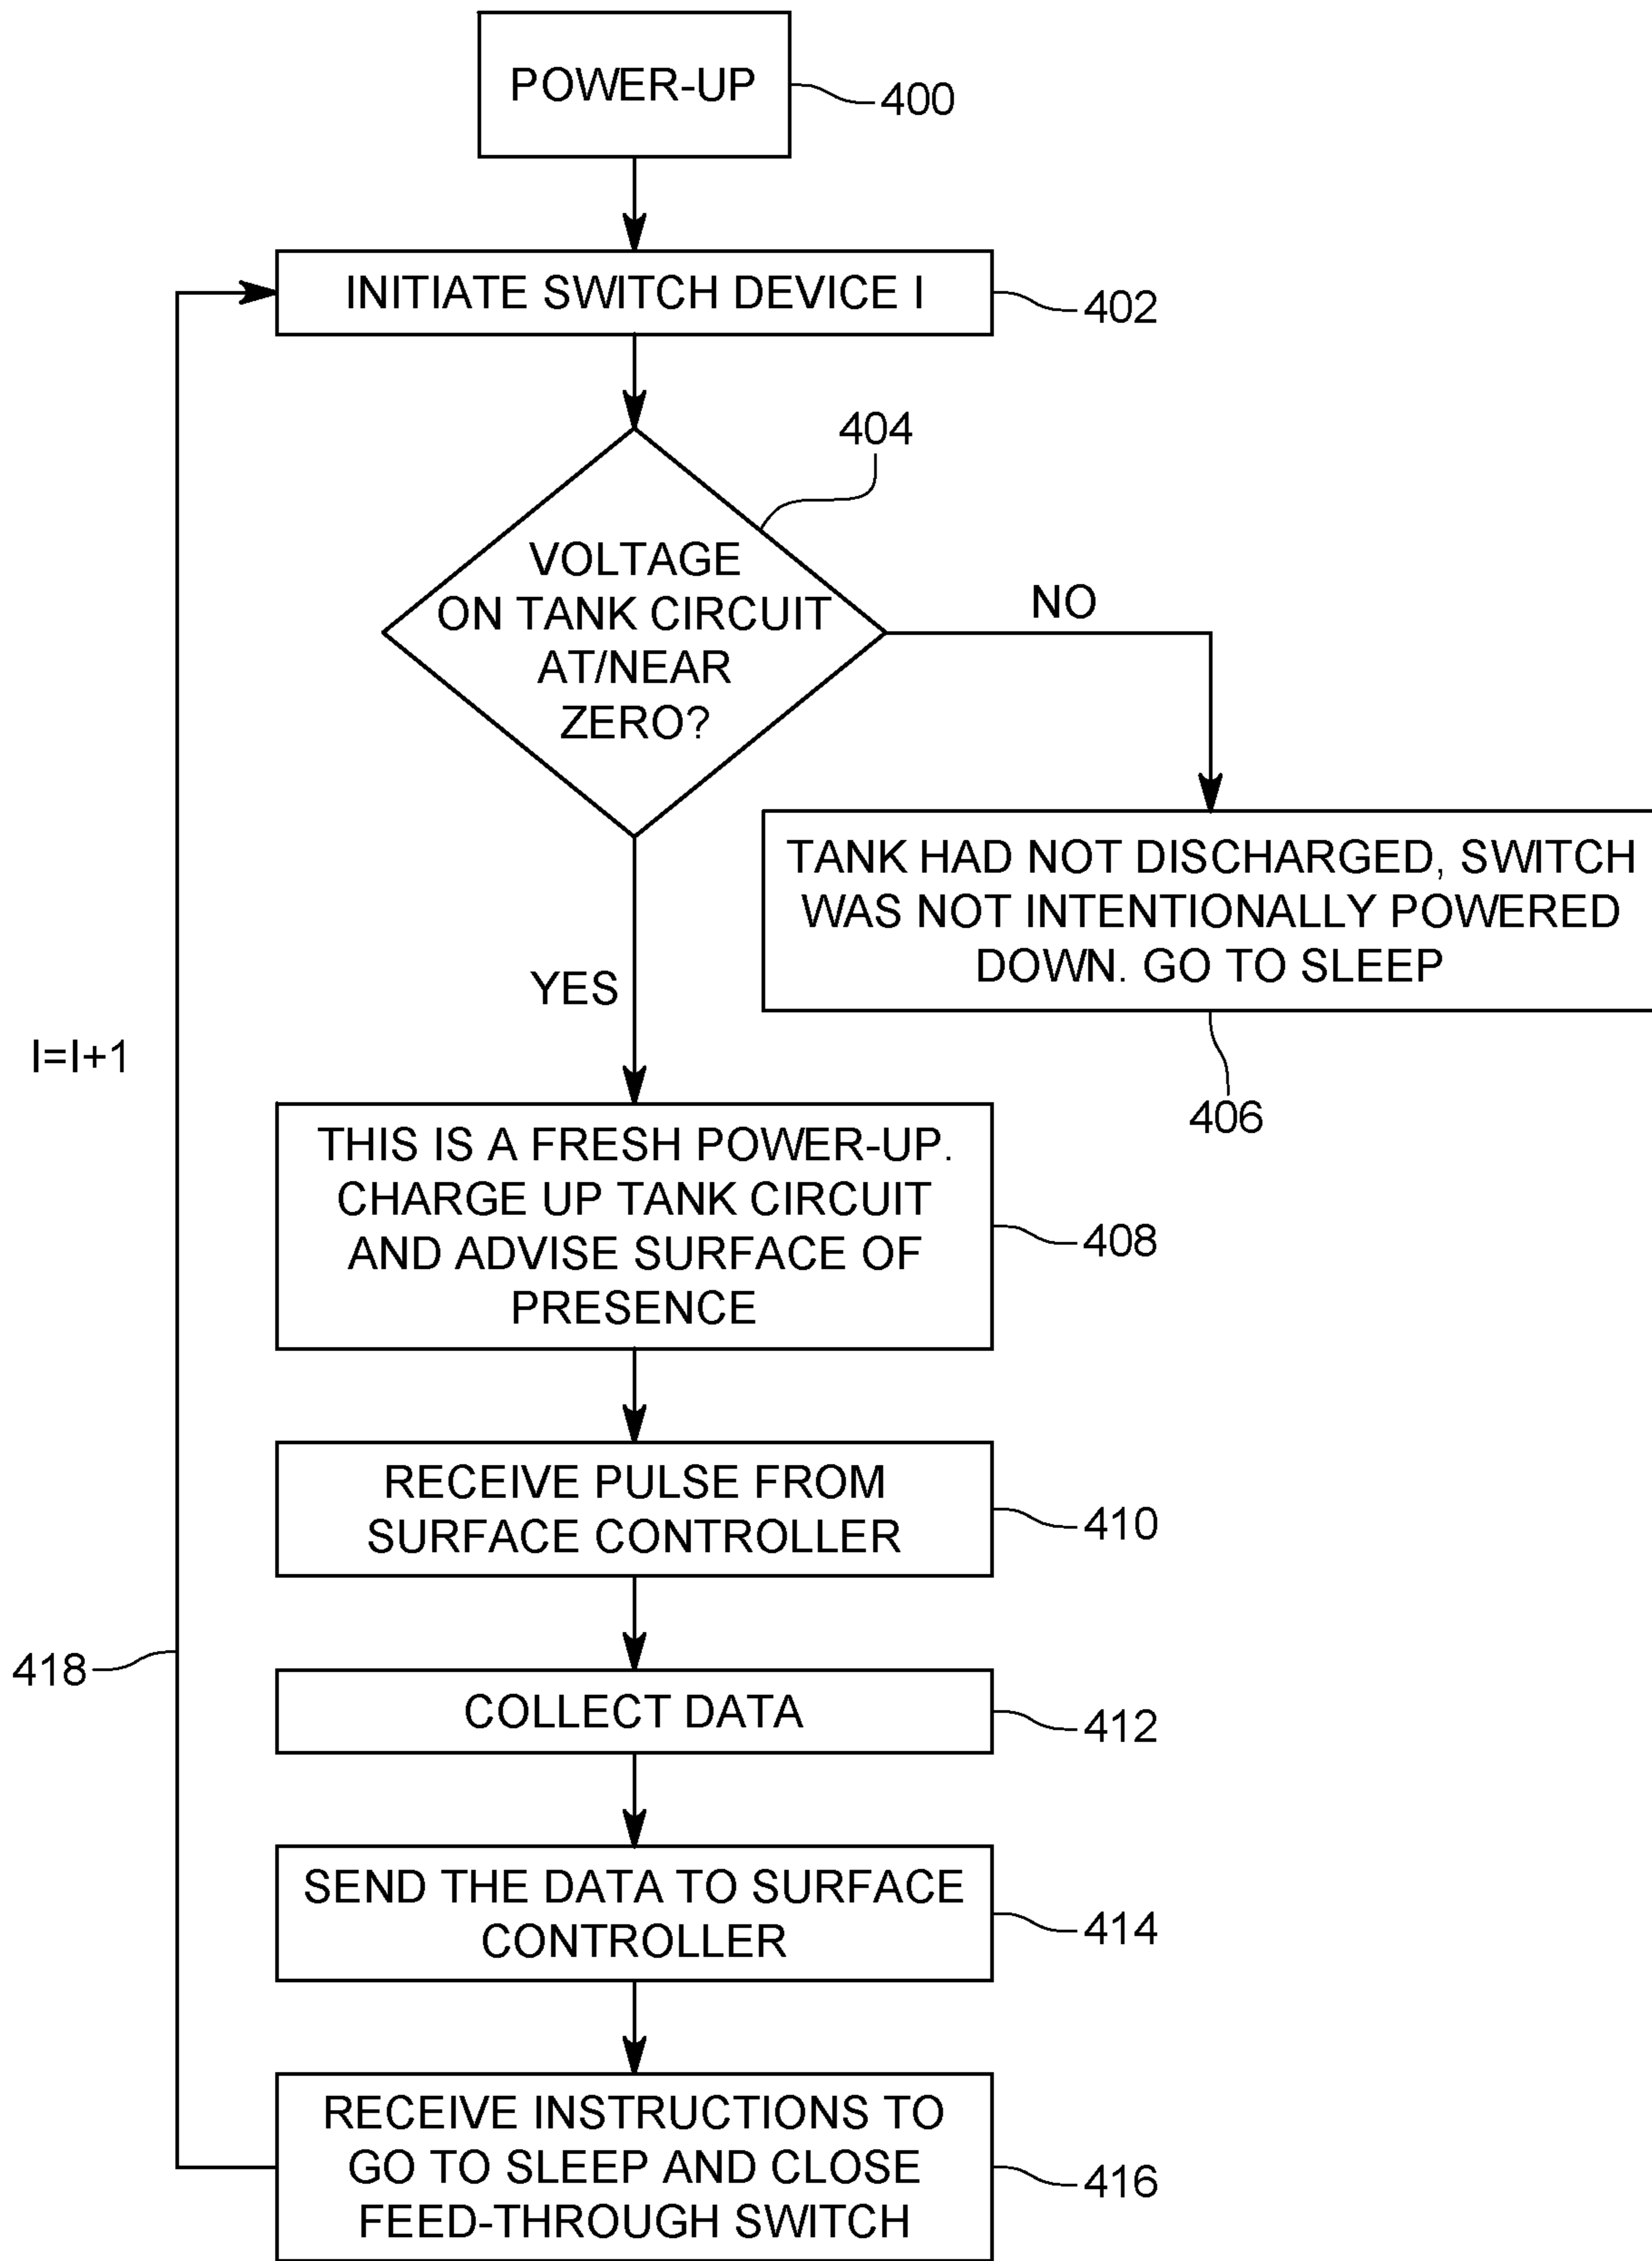 POWER-UP
400
INITIATE SWITCH DEVICE I
402
404
VOLTAGE
ON TANK CIRCUIT
AT/NEAR
ZERO?
NO
TANK HAD NOT DISCHARGED, SWITCH
WAS NOT INTENTIONALLY POWERED
DOWN. GO TO SLEEP
406
YES
I=I+1
THIS IS A FRESH POWER-UP.
CHARGE UP TANK CIRCUIT
AND ADVISE SURFACE OF
PRESENCE
408
RECEIVE PULSE FROM
SURFACE CONTROLLER
410
418
COLLECT DATA
412
SEND THE DATA TO SURFACE
CONTROLLER
414
RECEIVE INSTRUCTIONS TO
GO TO SLEEP AND CLOSE
FEED-THROUGH SWITCH
416